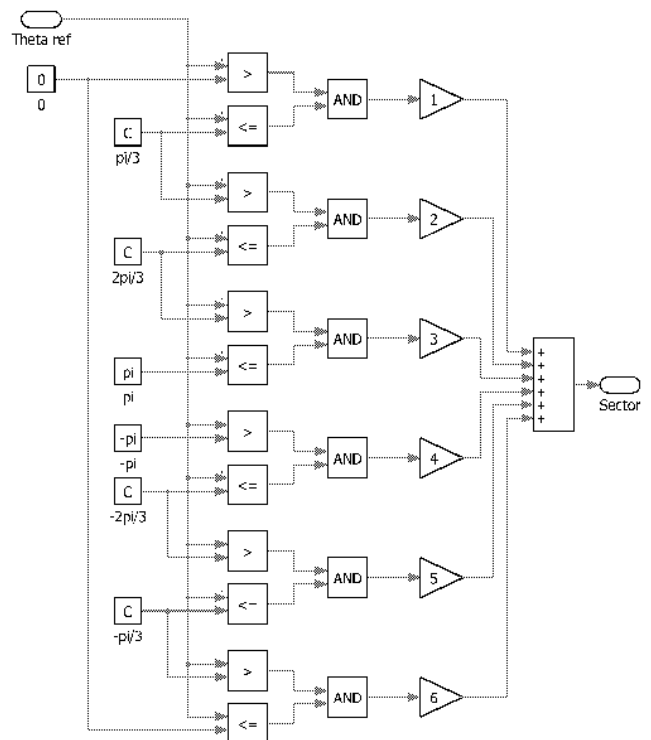 Theta ref
0
0
>
AND
1
<=
C
pi/3
>
AND
2
<=
C
2pi/3
>
AND
3
<=
pi
pi
+
+
+
+
+
+
Sector
>
-pi
-pi
AND
4
<=
C
-2pi/3
>
AND
5
<=
C
-pi/3
>
AND
6
<=